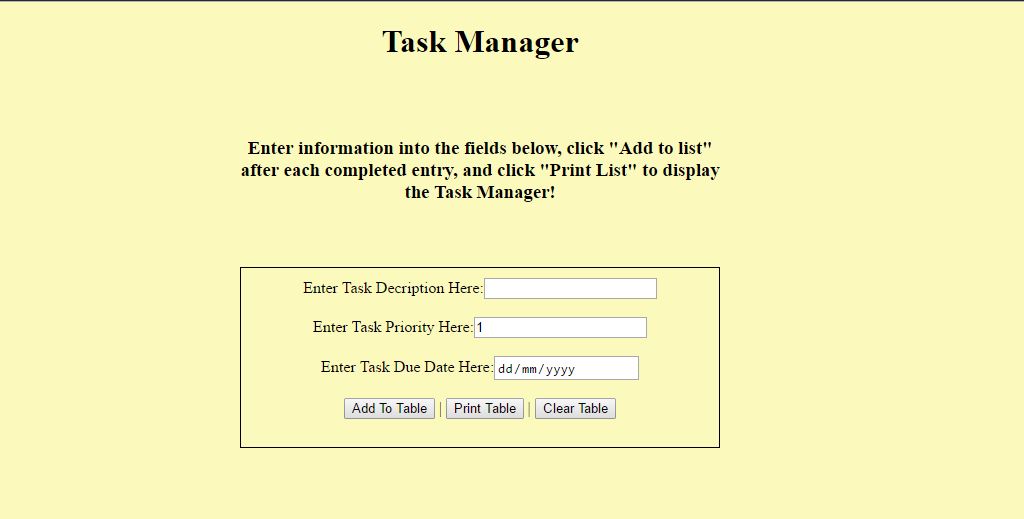 Task Manager
Enter information into the fields below, click "Add to list"
after each completed entry, and click "Print List" to display
the Task Manager!
Enter Task Decription Here:
Enter Task Priority Here: 1
Enter Task Due Date Here: dd/mm/yyyy
Add To Table | Print Table | Clear Table